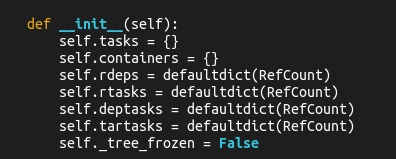 def __init__(self):
self.tasks = {}
self.containers = {}
self.rdeps = defaultdict(RefCount)
self.rtasks = defaultdict(RefCount)
self.deptasks = defaultdict(RefCount)
self.tartasks = defaultdict(RefCount)
self._tree_frozen = False